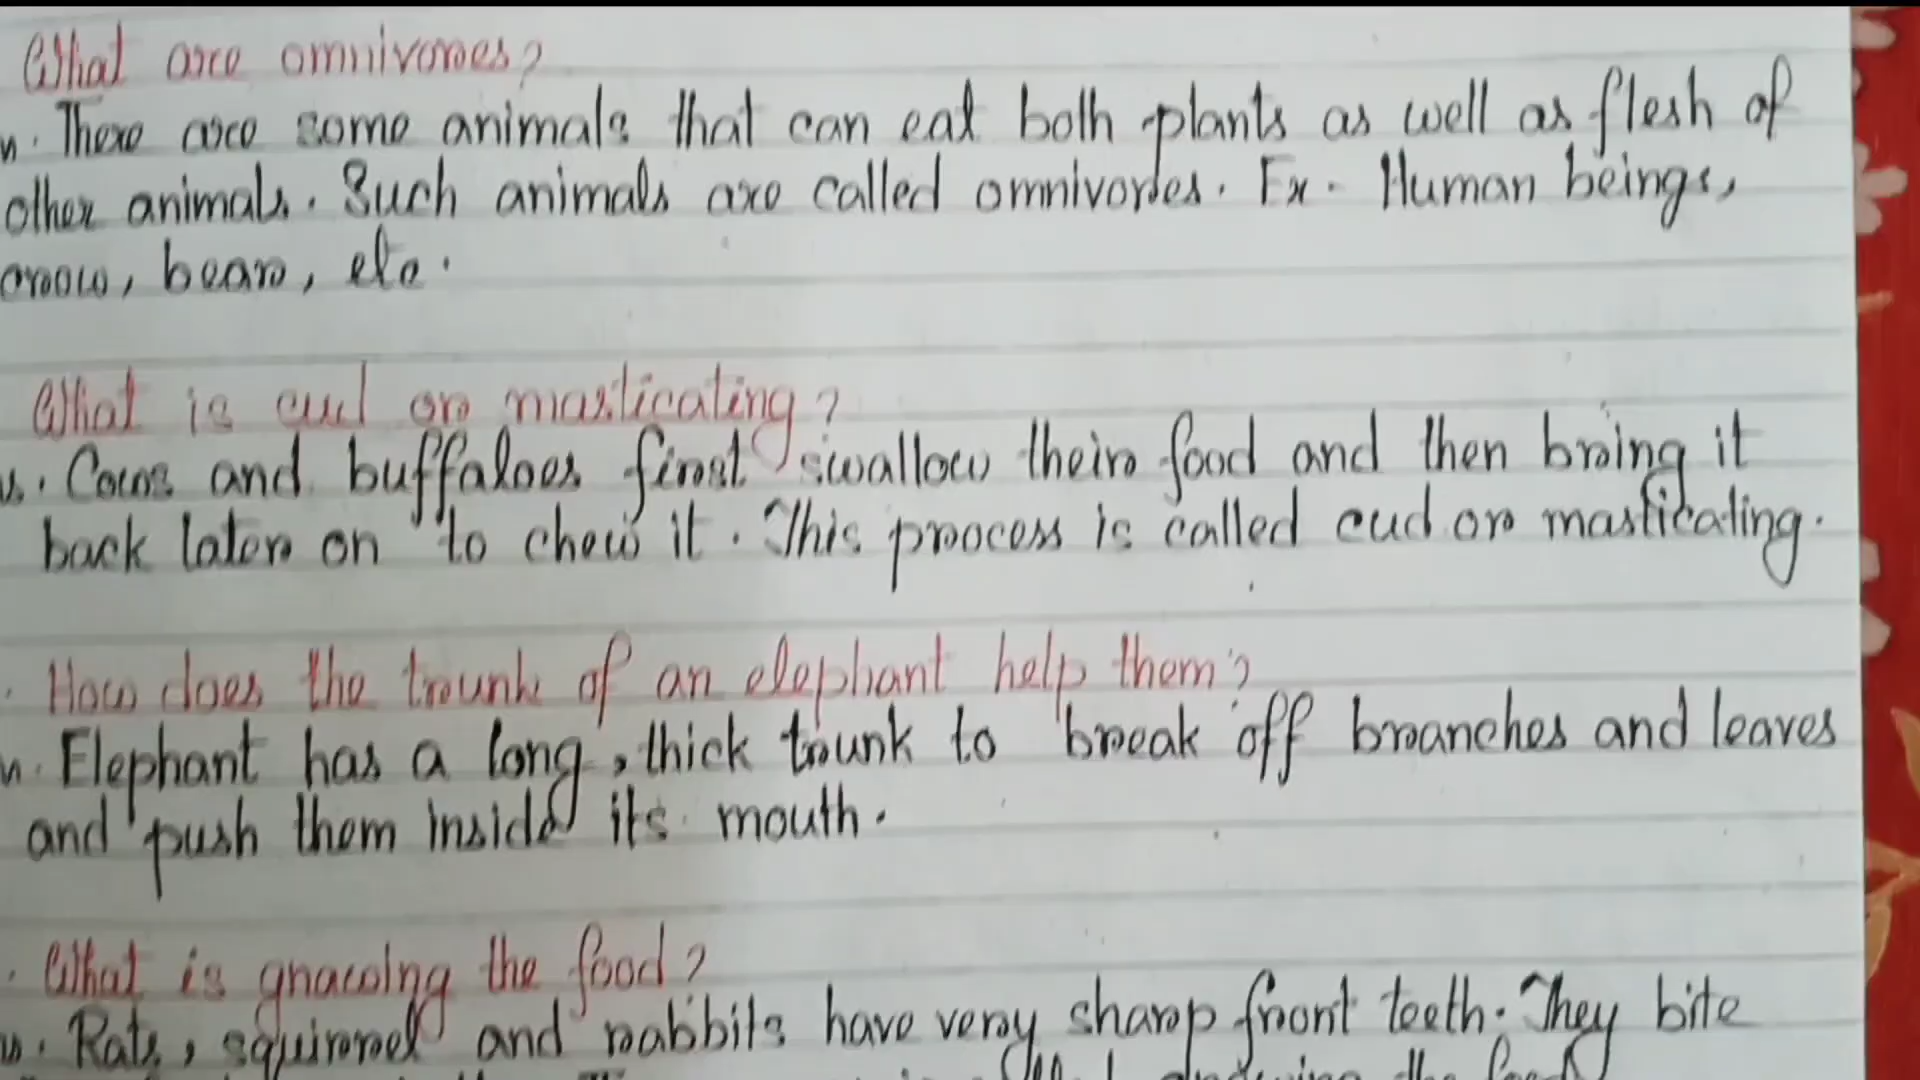 What are omnivores?
n. There are some animals that can eat both plants as well as flesh of
other animals. Such animals are called omnivores. Ex. Human beings,
crow, bear, etc.
What is cud or masticating?
s. Cows and buffaloes first swallow their food and then bring it
back later on to chew it. This process is called cud or masticating.
How does the trunk of an elephant help them?
n. Elephant has a long, thick trunk to break off branches and leaves
and push them inside its mouth.
What is gnawing the food?
s. Rats, squirrel and rabbits have very sharp front teeth. They bite
the food